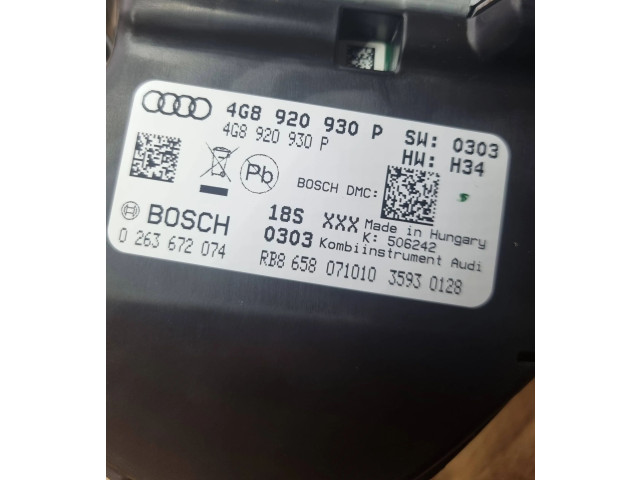 4G8 920 930 P SW: 0303
4G8 920 930 P HW: H34
Pb
BOSCH DMC:
BOSCH 18S XXX Made in Hungary
K: 506242
0 263 672 074 0303 Kombiinstrument Audi
RB8 658 071010 3593 0128